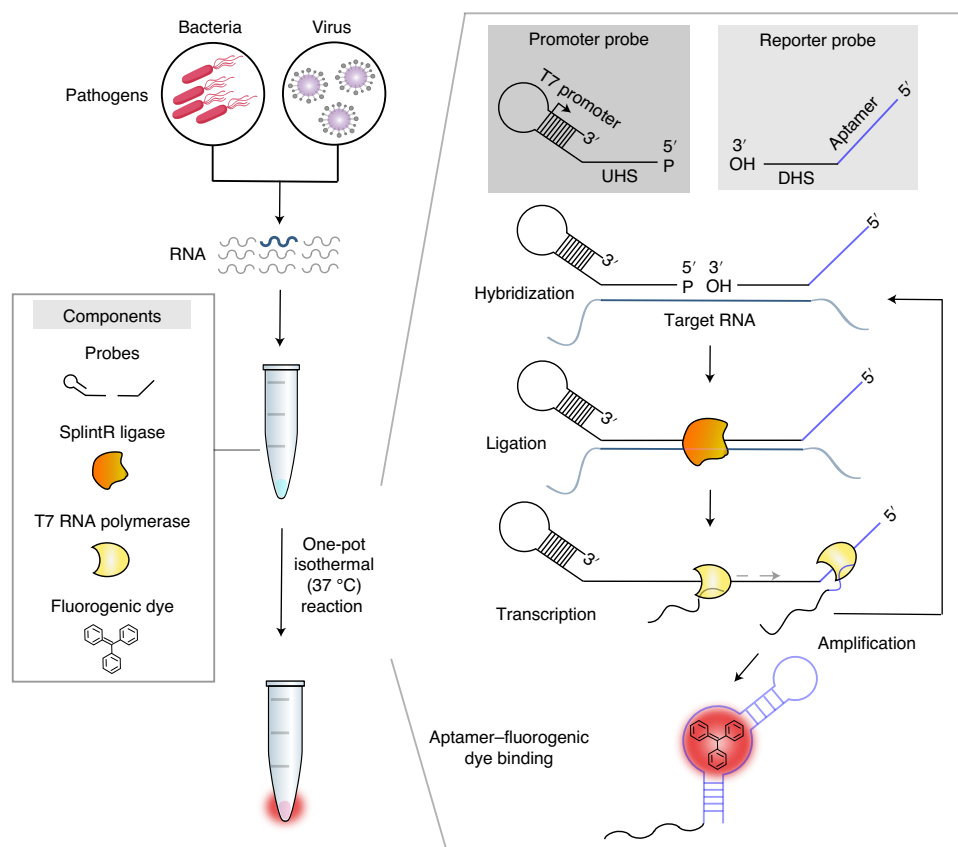 Bacteria
Virus
Pathogens
RNA
Components
Probes
SplintR ligase
T7 RNA polymerase
Fluorogenic dye
One-pot
isothermal
(37 °C)
reaction
Promoter probe
T7 promoter
3′
5′
P
UHS
Reporter probe
5′
Aptamer
3′
OH
DHS
3′
5′
P
3′
OH
5′
Hybridization
Target RNA
3′
5′
Ligation
3′
5′
Transcription
Amplification
Aptamer–fluorogenic
dye binding